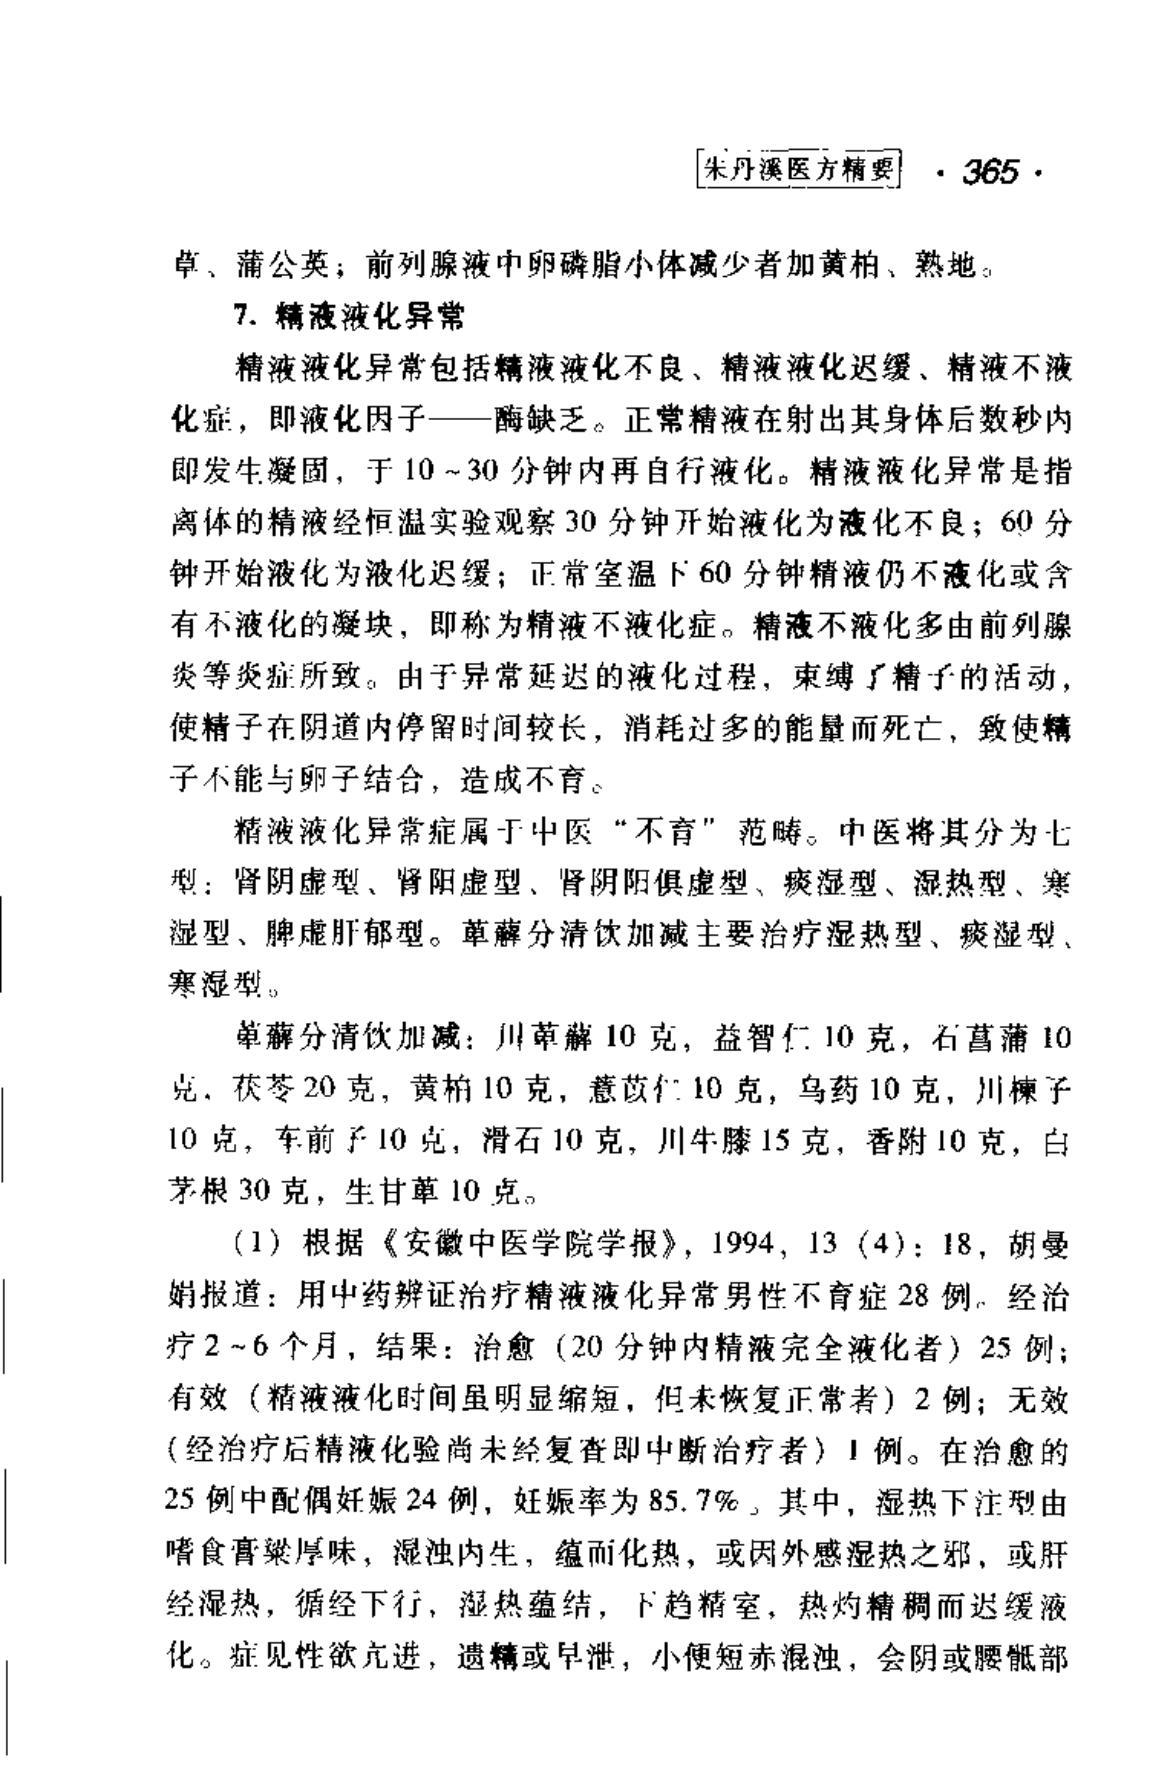 朱丹溪医方精要 · 365 ·
草、蒲公英；前列腺液中卵磷脂小体减少者加黄柏、熟地。
7. 精液液化异常
精液液化异常包括精液液化不良、精液液化迟缓、精液不液
化症，即液化因子——酶缺乏。正常精液在射出其身体后数秒内
即发生凝固，于 10～30 分钟内再自行液化。精液液化异常是指
离体的精液经恒温实验观察 30 分钟开始液化为液化不良；60 分
钟开始液化为液化迟缓；正常室温下 60 分钟精液仍不液化或含
有不液化的凝块，即称为精液不液化症。精液不液化多由前列腺
炎等炎症所致。由于异常延迟的液化过程，束缚了精子的活动，
使精子在阴道内停留时间较长，消耗过多的能量而死亡，致使精
子不能与卵子结合，造成不育。
精液液化异常症属于中医“不育”范畴。中医将其分为七
型：肾阴虚型、肾阳虚型、肾阴阳俱虚型、痰湿型、湿热型、寒
湿型、脾虚肝郁型。萆薢分清饮加减主要治疗湿热型、痰湿型、
寒湿型。
萆薢分清饮加减：川萆薢 10 克，益智仁 10 克，石菖蒲 10
克，茯苓 20 克，黄柏 10 克，薏苡仁 10 克，乌药 10 克，川楝子
10 克，车前子 10 克，滑石 10 克，川牛膝 15 克，香附 10 克，白
茅根 30 克，生甘草 10 克。
（1）根据《安徽中医学院学报》，1994，13（4）：18，胡曼
娟报道：用中药辨证治疗精液液化异常男性不育症 28 例。经治
疗 2～6 个月，结果：治愈（20 分钟内精液完全液化者）25 例；
有效（精液液化时间虽明显缩短，但未恢复正常者）2 例；无效
（经治疗后精液化验尚未经复查即中断治疗者）1 例。在治愈的
25 例中配偶妊娠 24 例，妊娠率为 85.7%。其中，湿热下注型由
嗜食膏粱厚味，湿浊内生，蕴而化热，或因外感湿热之邪，或肝
经湿热，循经下行，湿热蕴结，下趋精室，热灼精稠而迟缓液
化。症见性欲亢进，遗精或早泄，小便短赤混浊，会阴或腰骶部